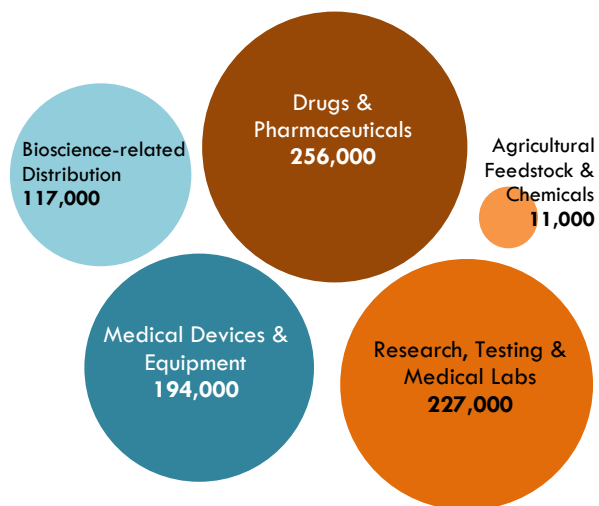 Drugs &
Pharmaceuticals
256,000
Bioscience-related
Distribution
117,000
Agricultural
Feedstock &
Chemicals
11,000
Medical Devices &
Equipment
194,000
Research, Testing &
Medical Labs
227,000